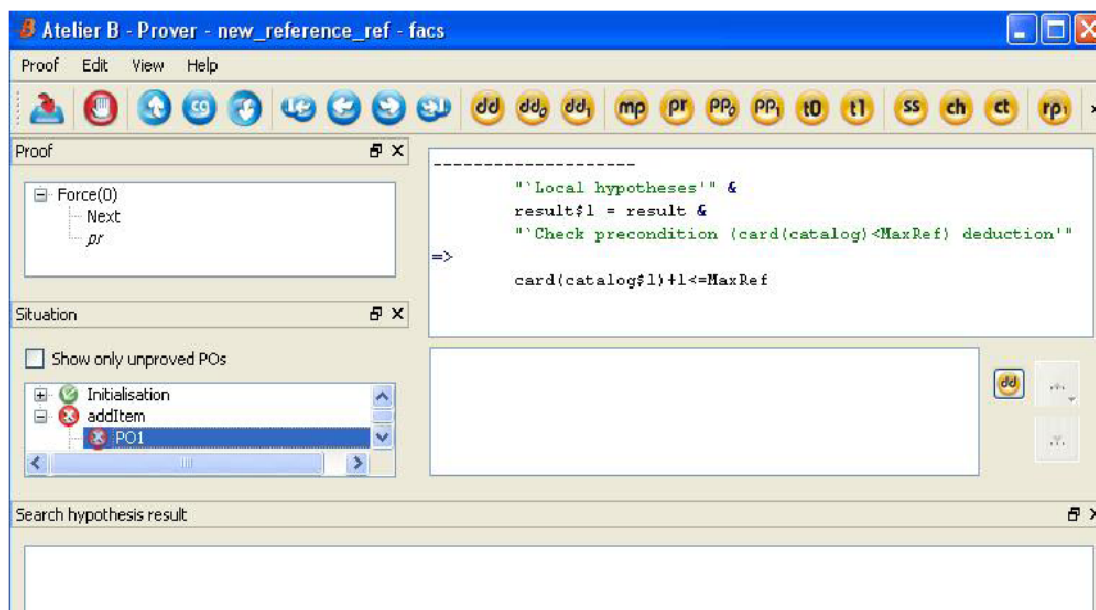 Atelier B - Prover - new_reference_ref - facs
Proof Edit View Help
dd dd0 dd1 mp pr PP0 PP1 t0 t1 ss ch ct rp1
Proof
Force(0)
Next
pr
--------------------
"`Local hypotheses'" &
result$1 = result &
"`Check precondition (card(catalog)<MaxRef) deduction'"
=>
card(catalog$1)+1<=MaxRef
Situation
Show only unproved POs
Initialisation
addItem
PO1
dd
Search hypothesis result